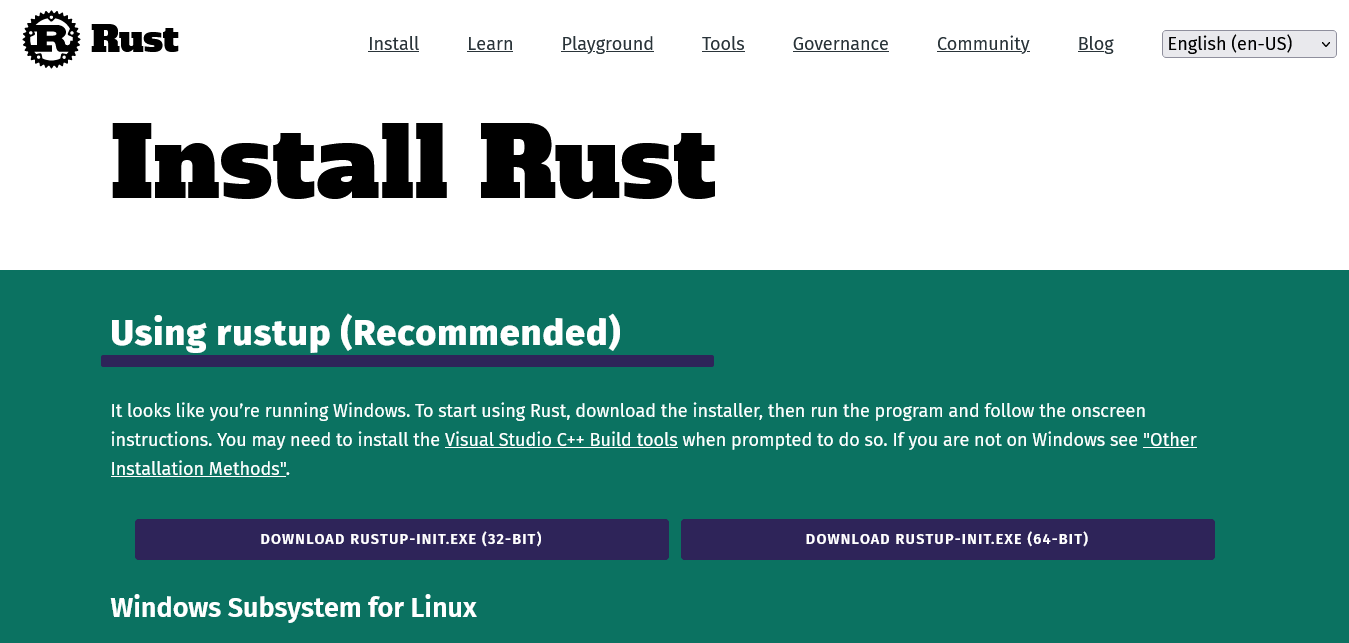 Rust
Install Learn Playground Tools Governance Community Blog English (en-US)
Install Rust
Using rustup (Recommended)
It looks like you’re running Windows. To start using Rust, download the installer, then run the program and follow the onscreen
instructions. You may need to install the Visual Studio C++ Build tools when prompted to do so. If you are not on Windows see "Other
Installation Methods".
DOWNLOAD RUSTUP-INIT.EXE (32-BIT) DOWNLOAD RUSTUP-INIT.EXE (64-BIT)
Windows Subsystem for Linux